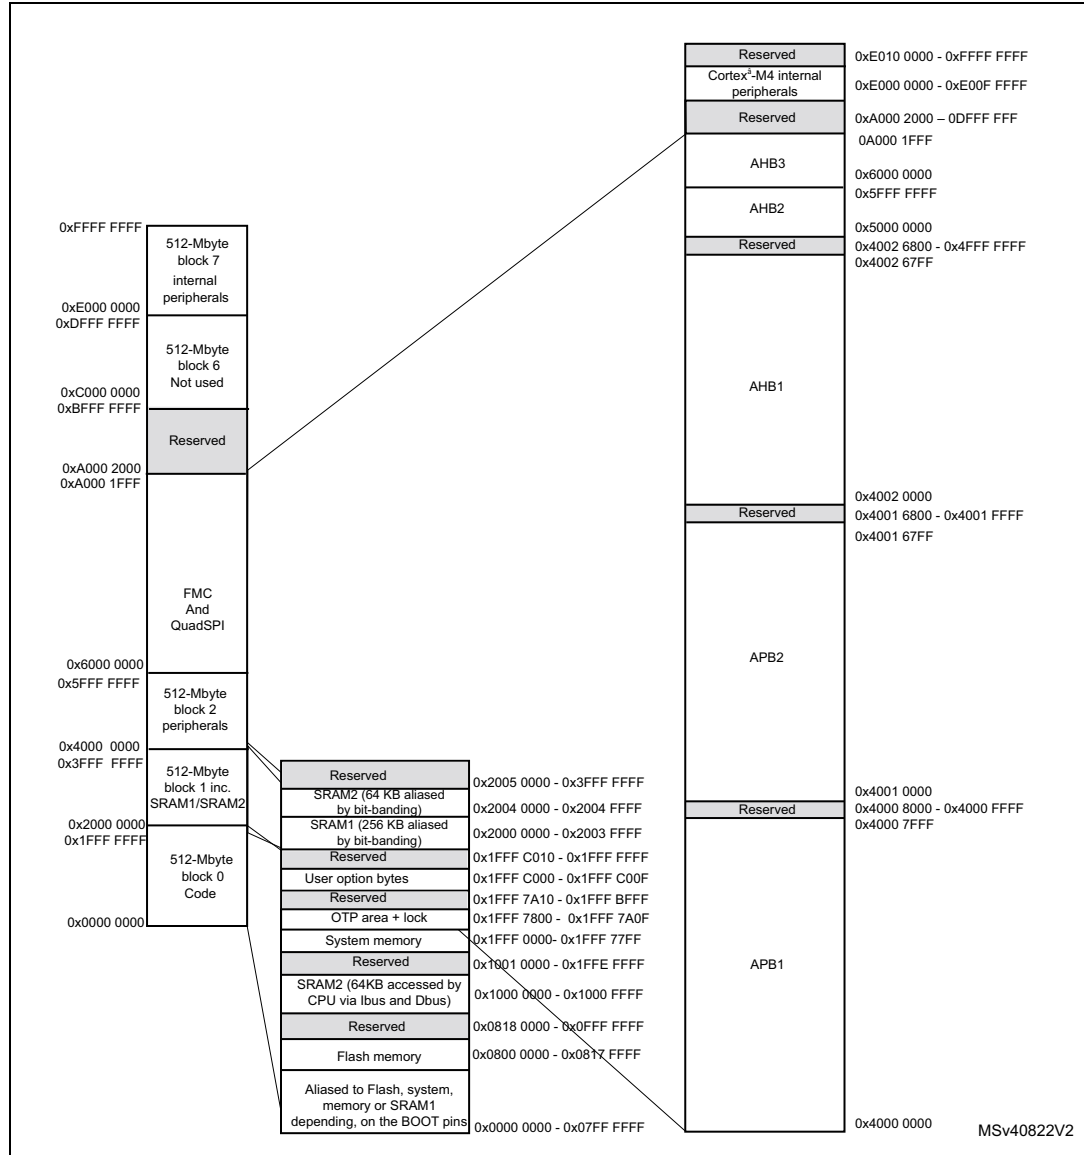 0xFFFF FFFF
512-Mbyte
block 7
internal
peripherals
0xE000 0000
0xDFFF FFFF
512-Mbyte
block 6
Not used
0xC000 0000
0xBFFF FFFF
Reserved
0xA000 2000
0xA000 1FFF
FMC
And
QuadSPI
0x6000 0000
0x5FFF FFFF
512-Mbyte
block 2
peripherals
0x4000 0000
0x3FFF FFFF
512-Mbyte
block 1 inc.
SRAM1/SRAM2
0x2000 0000
0x1FFF FFFF
512-Mbyte
block 0
Code
0x0000 0000
Reserved
0x2005 0000 - 0x3FFF FFFF
SRAM2 (64 KB aliased
by bit-banding)
0x2004 0000 - 0x2004 FFFF
SRAM1 (256 KB aliased
by bit-banding)
0x2000 0000 - 0x2003 FFFF
Reserved
0x1FFF C010 - 0x1FFF FFFF
User option bytes
0x1FFF C000 - 0x1FFF C00F
Reserved
0x1FFF 7A10 - 0x1FFF BFFF
OTP area + lock
0x1FFF 7800 - 0x1FFF 7A0F
System memory
0x1FFF 0000- 0x1FFF 77FF
Reserved
0x1001 0000 - 0x1FFE FFFF
SRAM2 (64KB accessed by
CPU via Ibus and Dbus)
0x1000 0000 - 0x1000 FFFF
Reserved
0x0818 0000 - 0x0FFF FFFF
Flash memory
0x0800 0000 - 0x0817 FFFF
Aliased to Flash, system,
memory or SRAM1
depending, on the BOOT pins
0x0000 0000 - 0x07FF FFFF
Reserved
0xE010 0000 - 0xFFFF FFFF
Cortexâ-M4 internal
peripherals
0xE000 0000 - 0xE00F FFFF
Reserved
0xA000 2000 – 0DFFF FFF
0A000 1FFF
AHB3
0x6000 0000
0x5FFF FFFF
AHB2
0x5000 0000
Reserved
0x4002 6800 - 0x4FFF FFFF
0x4002 67FF
AHB1
0x4002 0000
Reserved
0x4001 6800 - 0x4001 FFFF
0x4001 67FF
APB2
0x4001 0000
Reserved
0x4000 8000 - 0x4000 FFFF
0x4000 7FFF
APB1
0x4000 0000
MSv40822V2